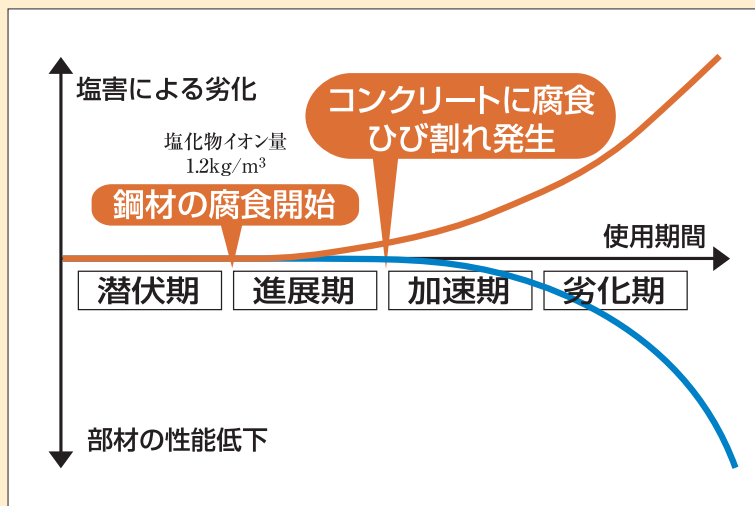 塩害による劣化
コンクリートに腐食
ひび割れ発生
塩化物イオン量
1.2kg/m³
鋼材の腐食開始
使用期間
潜伏期
進展期
加速期
劣化期
部材の性能低下